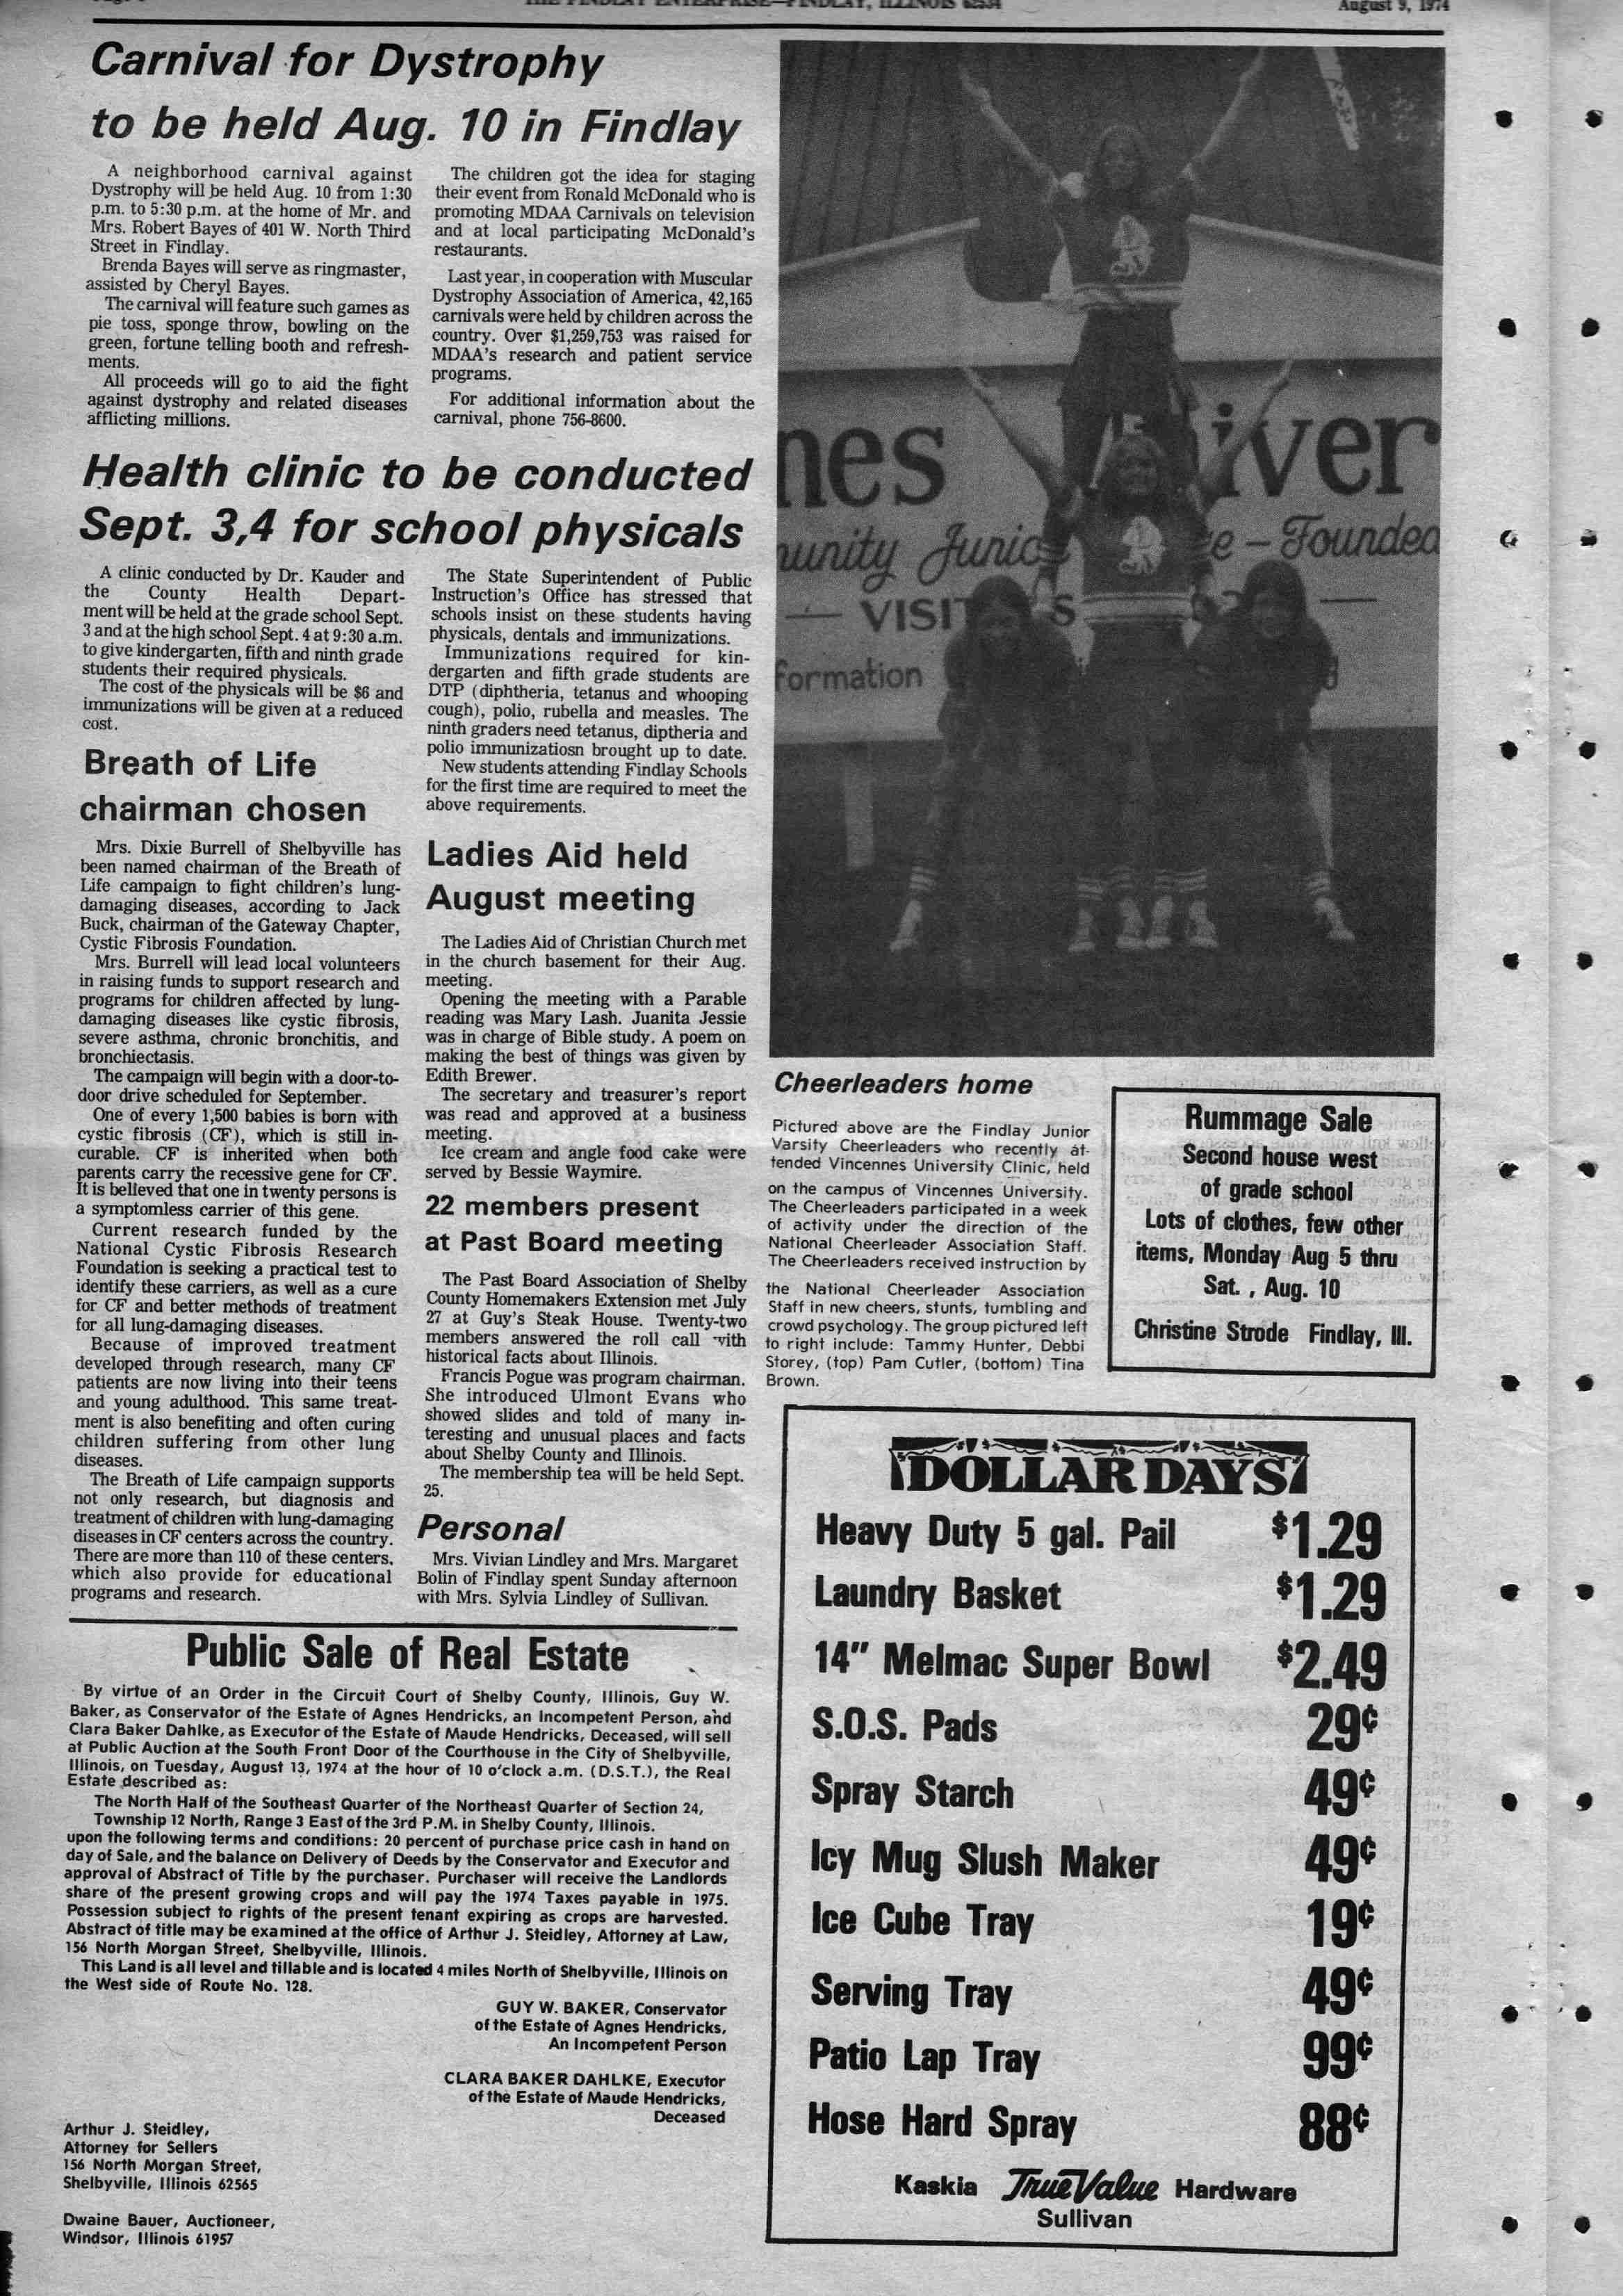 THE FINDLAY ENTERPRISE—FINDLAY, ILLINOIS 62534
August 9, 1974
Carnival for Dystrophy
to be held Aug. 10 in Findlay
A neighborhood carnival against
Dystrophy will be held Aug. 10 from 1:30
p.m. to 5:30 p.m. at the home of Mr. and
Mrs. Robert Bayes of 401 W. North Third
Street in Findlay.
Brenda Bayes will serve as ringmaster,
assisted by Cheryl Bayes.
The carnival will feature such games as
pie toss, sponge throw, bowling on the
green, fortune telling booth and refresh-
ments.
All proceeds will go to aid the fight
against dystrophy and related diseases
afflicting millions.
The children got the idea for staging
their event from Ronald McDonald who is
promoting MDAA Carnivals on television
and at local participating McDonald's
restaurants.
Last year, in cooperation with Muscular
Dystrophy Association of America, 42,165
carnivals were held by children across the
country. Over $1,259,753 was raised for
MDAA's research and patient service
programs.
For additional information about the
carnival, phone 756-8600.
Health clinic to be conducted
Sept. 3,4 for school physicals
A clinic conducted by Dr. Kauder and
the County Health Depart-
ment will be held at the grade school Sept.
3 and at the high school Sept. 4 at 9:30 a.m.
to give kindergarten, fifth and ninth grade
students their required physicals.
The cost of the physicals will be $6 and
immunizations will be given at a reduced
cost.
The State Superintendent of Public
Instruction's Office has stressed that
schools insist on these students having
physicals, dentals and immunizations.
Immunizations required for kin-
dergarten and fifth grade students are
DTP (diphtheria, tetanus and whooping
cough), polio, rubella and measles. The
ninth graders need tetanus, diptheria and
polio immunizatiosn brought up to date.
New students attending Findlay Schools
for the first time are required to meet the
above requirements.
Breath of Life
chairman chosen
Mrs. Dixie Burrell of Shelbyville has
been named chairman of the Breath of
Life campaign to fight children's lung-
damaging diseases, according to Jack
Buck, chairman of the Gateway Chapter,
Cystic Fibrosis Foundation.
Mrs. Burrell will lead local volunteers
in raising funds to support research and
programs for children affected by lung-
damaging diseases like cystic fibrosis,
severe asthma, chronic bronchitis, and
bronchiectasis.
The campaign will begin with a door-to-
door drive scheduled for September.
One of every 1,500 babies is born with
cystic fibrosis (CF), which is still in-
curable. CF is inherited when both
parents carry the recessive gene for CF.
It is believed that one in twenty persons is
a symptomless carrier of this gene.
Current research funded by the
National Cystic Fibrosis Research
Foundation is seeking a practical test to
identify these carriers, as well as a cure
for CF and better methods of treatment
for all lung-damaging diseases.
Because of improved treatment
developed through research, many CF
patients are now living into their teens
and young adulthood. This same treat-
ment is also benefiting and often curing
children suffering from other lung
diseases.
The Breath of Life campaign supports
not only research, but diagnosis and
treatment of children with lung-damaging
diseases in CF centers across the country.
There are more than 110 of these centers,
which also provide for educational
programs and research.
Ladies Aid held
August meeting
The Ladies Aid of Christian Church met
in the church basement for their Aug.
meeting.
Opening the meeting with a Parable
reading was Mary Lash. Juanita Jessie
was in charge of Bible study. A poem on
making the best of things was given by
Edith Brewer.
The secretary and treasurer's report
was read and approved at a business
meeting.
Ice cream and angle food cake were
served by Bessie Waymire.
22 members present
at Past Board meeting
The Past Board Association of Shelby
County Homemakers Extension met July
27 at Guy's Steak House. Twenty-two
members answered the roll call with
historical facts about Illinois.
Francis Pogue was program chairman.
She introduced Ulmont Evans who
showed slides and told of many in-
teresting and unusual places and facts
about Shelby County and Illinois.
The membership tea will be held Sept.
25.
Personal
Mrs. Vivian Lindley and Mrs. Margaret
Bolin of Findlay spent Sunday afternoon
with Mrs. Sylvia Lindley of Sullivan.
nes iver
unity Junio e - Founded
VISIT
formation
Cheerleaders home
Pictured above are the Findlay Junior
Varsity Cheerleaders who recently at-
tended Vincennes University Clinic, held
on the campus of Vincennes University.
The Cheerleaders participated in a week
of activity under the direction of the
National Cheerleader Association Staff.
The Cheerleaders received instruction by
the National Cheerleader Association
Staff in new cheers, stunts, tumbling and
crowd psychology. The group pictured left
to right include: Tammy Hunter, Debbi
Storey, (top) Pam Cutler, (bottom) Tina
Brown.
Rummage Sale
Second house west
of grade school
Lots of clothes, few other
items, Monday Aug 5 thru
Sat. , Aug. 10
Christine Strode Findlay, Ill.
Public Sale of Real Estate
By virtue of an Order in the Circuit Court of Shelby County, Illinois, Guy W.
Baker, as Conservator of the Estate of Agnes Hendricks, an Incompetent Person, and
Clara Baker Dahlke, as Executor of the Estate of Maude Hendricks, Deceased, will sell
at Public Auction at the South Front Door of the Courthouse in the City of Shelbyville,
Illinois, on Tuesday, August 13, 1974 at the hour of 10 o'clock a.m. (D.S.T.), the Real
Estate described as:
The North Half of the Southeast Quarter of the Northeast Quarter of Section 24,
Township 12 North, Range 3 East of the 3rd P.M. in Shelby County, Illinois.
upon the following terms and conditions: 20 percent of purchase price cash in hand on
day of Sale, and the balance on Delivery of Deeds by the Conservator and Executor and
approval of Abstract of Title by the purchaser. Purchaser will receive the Landlords
share of the present growing crops and will pay the 1974 Taxes payable in 1975.
Possession subject to rights of the present tenant expiring as crops are harvested.
Abstract of title may be examined at the office of Arthur J. Steidley, Attorney at Law,
156 North Morgan Street, Shelbyville, Illinois.
This Land is all level and tillable and is located 4 miles North of Shelbyville, Illinois on
the West side of Route No. 128.
GUY W. BAKER, Conservator
of the Estate of Agnes Hendricks,
An Incompetent Person
CLARA BAKER DAHLKE, Executor
of the Estate of Maude Hendricks,
Deceased
Arthur J. Steidley,
Attorney for Sellers
156 North Morgan Street,
Shelbyville, Illinois 62565
Dwaine Bauer, Auctioneer,
Windsor, Illinois 61957
DOLLAR DAYS
Heavy Duty 5 gal. Pail $1.29
Laundry Basket $1.29
14" Melmac Super Bowl $2.49
S.O.S. Pads 29¢
Spray Starch 49¢
Icy Mug Slush Maker 49¢
Ice Cube Tray 19¢
Serving Tray 49¢
Patio Lap Tray 99¢
Hose Hard Spray 88¢
Kaskia True Value Hardware
Sullivan